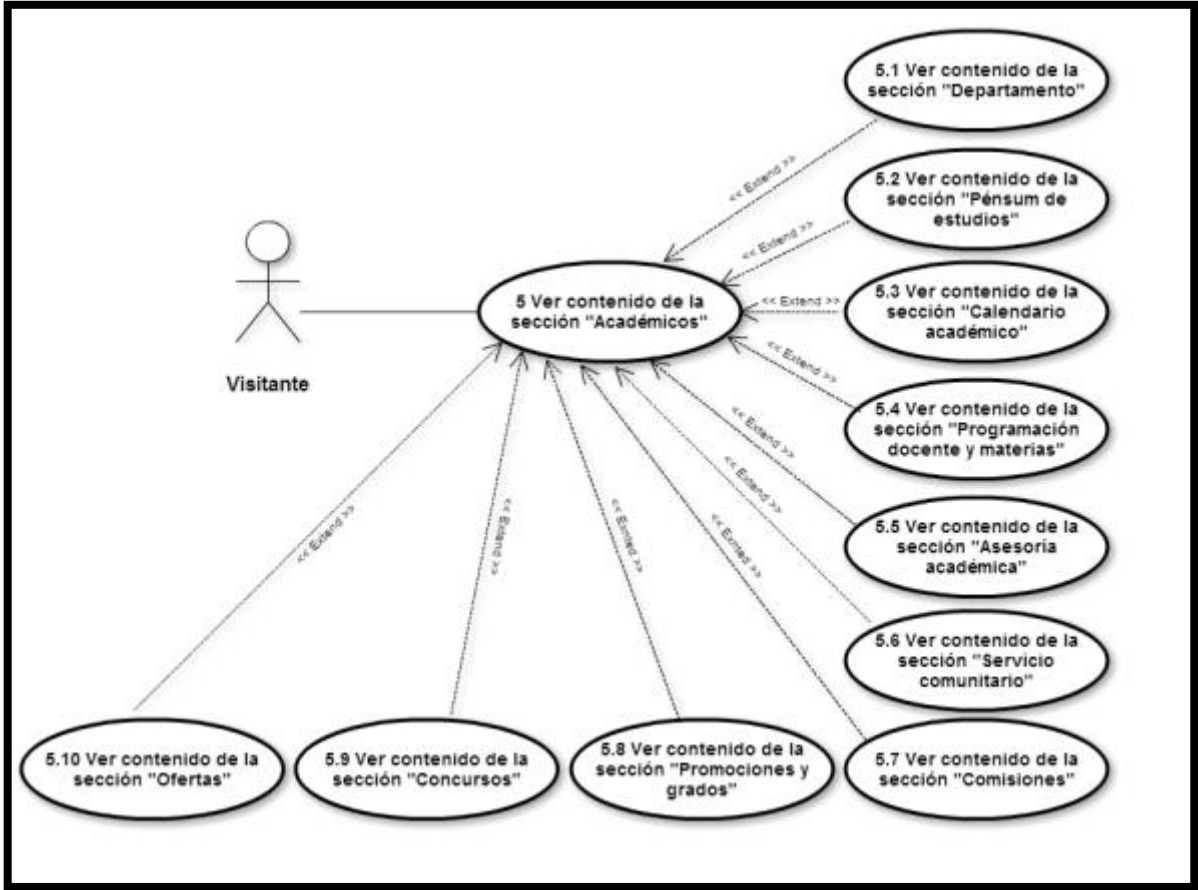 5.1 Ver contenido de la
sección "Departamento"
<< Extend >>
5.2 Ver contenido de la
sección "Pénsum de
estudios"
<< Extend >>
5 Ver contenido de la
sección "Académicos"
<< Extend >>
5.3 Ver contenido de la
sección "Calendario
académico"
Visitante
<< Extend >>
5.4 Ver contenido de la
sección "Programación
docente y materias"
<< Extend >>
5.5 Ver contenido de la
sección "Asesoría
académica"
<< Extend >>
5.6 Ver contenido de la
sección "Servicio
comunitario"
<< Extend >>
<< Extend >>
<< Exnted >>
<< Exnted >>
5.10 Ver contenido de la
sección "Ofertas"
5.9 Ver contenido de la
sección "Concursos"
5.8 Ver contenido de la
sección "Promociones y
grados"
5.7 Ver contenido de la
sección "Comisiones"